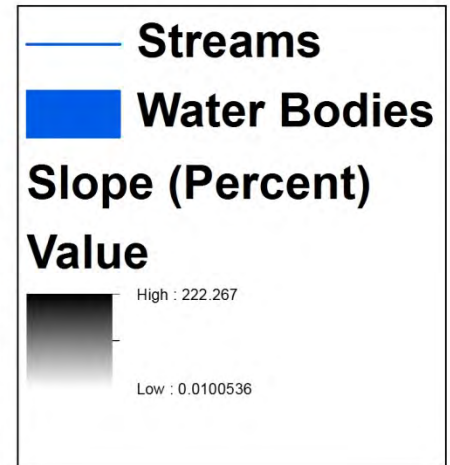 Streams
Water Bodies
Slope (Percent)
Value
High : 222.267
Low : 0.0100536